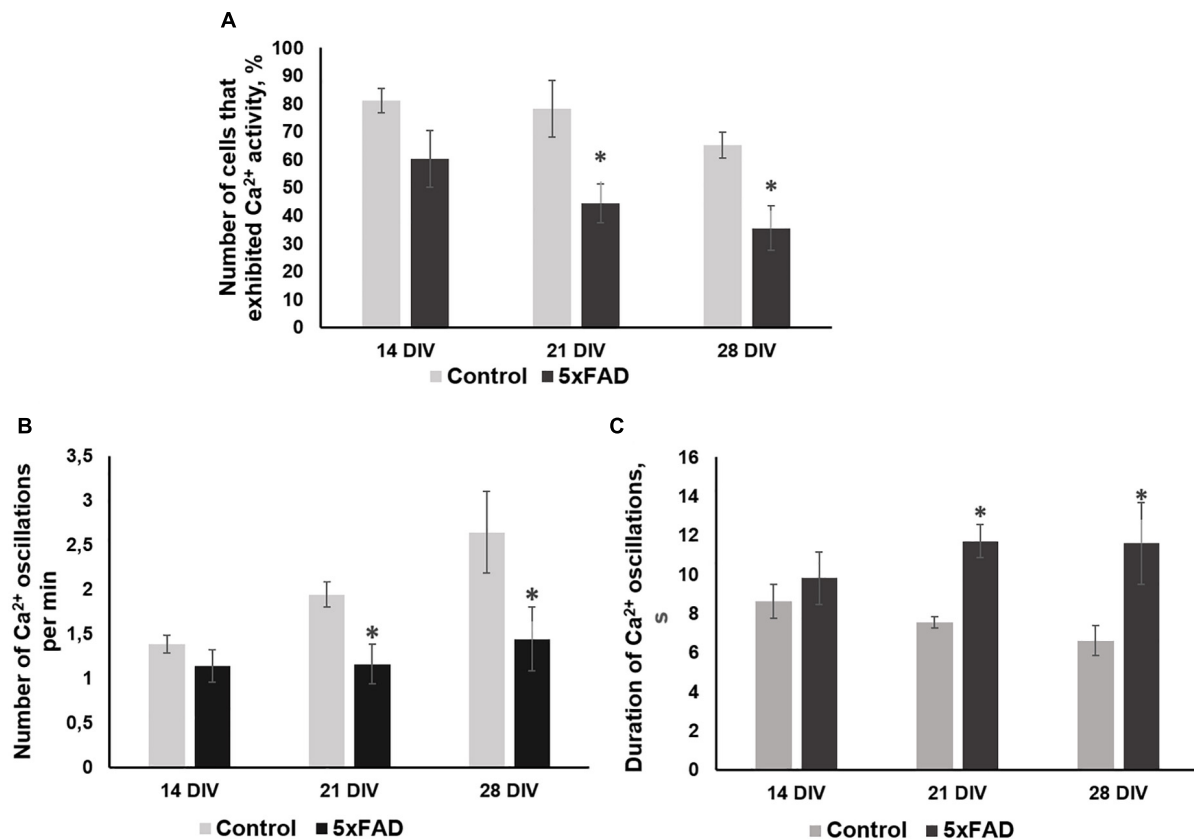 A
Number of cells that
exhibited Ca²⁺ activity, %
100
90
80
70
60
50
40
30
20
10
0
*
*
14 DIV 21 DIV 28 DIV
Control 5xFAD
B
Number of Ca²⁺ oscillations
per min
3,5
3
2,5
2
1,5
1
0,5
0
*
*
14 DIV 21 DIV 28 DIV
Control 5xFAD
C
Duration of Ca²⁺ oscillations,
s
16
14
12
10
8
6
4
2
0
*
*
14 DIV 21 DIV 28 DIV
Control 5xFAD